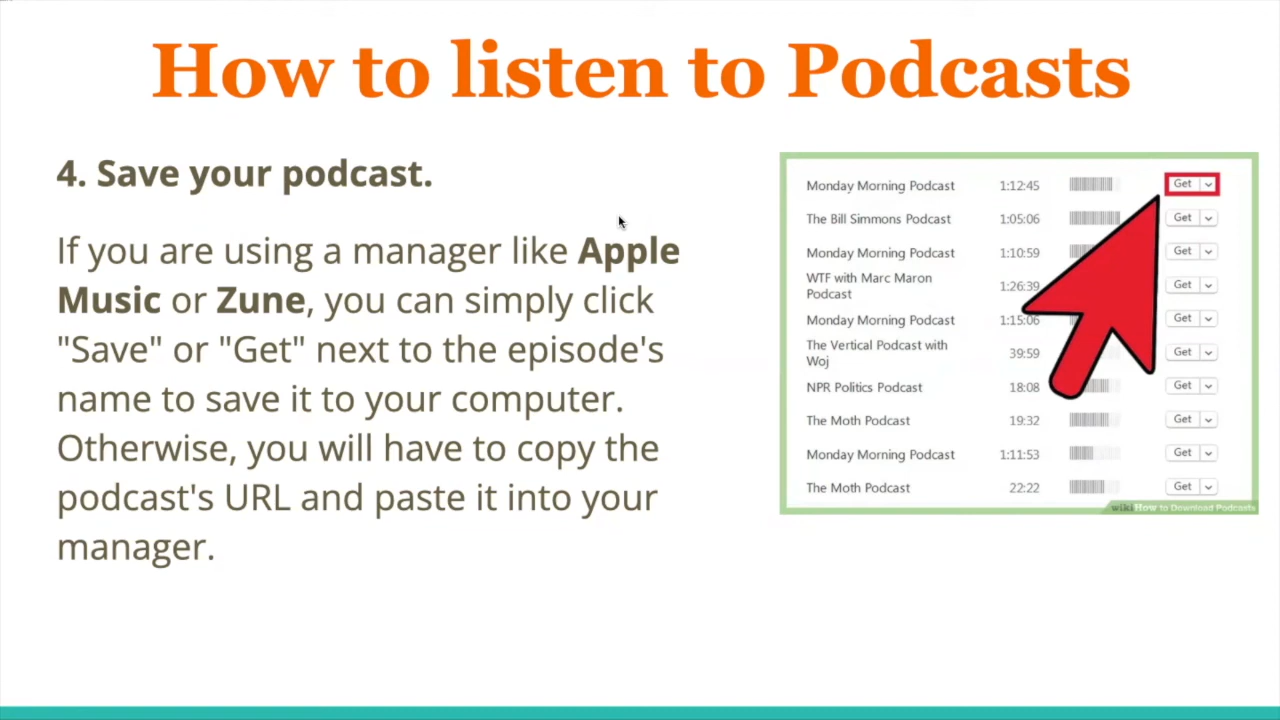 How to listen to Podcasts
4. Save your podcast.
If you are using a manager like Apple
Music or Zune, you can simply click
"Save" or "Get" next to the episode's
name to save it to your computer.
Otherwise, you will have to copy the
podcast's URL and paste it into your
manager.
Monday Morning Podcast 1:12:45 Get
The Bill Simmons Podcast 1:05:06 Get
Monday Morning Podcast 1:10:59 Get
WTF with Marc Maron
Podcast 1:26:39 Get
Monday Morning Podcast 1:15:06 Get
The Vertical Podcast with
Woj 39:59 Get
NPR Politics Podcast 18:08 Get
The Moth Podcast 19:32 Get
Monday Morning Podcast 1:11:53 Get
The Moth Podcast 22:22 Get
wikiHow to Download Podcasts